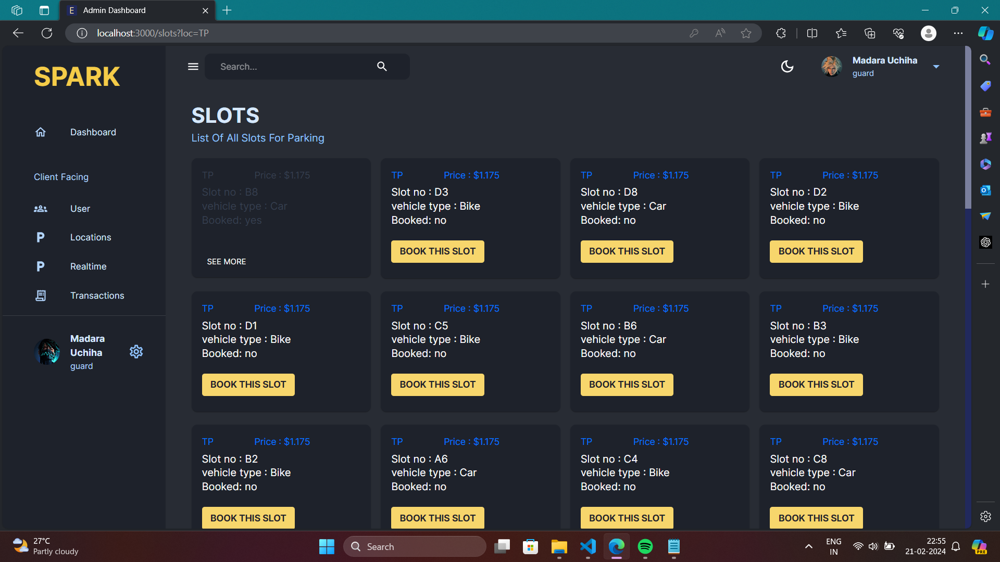 Admin Dashboard
localhost:3000/slots?loc=TP
SPARK
Dashboard
Client Facing
User
Locations
Realtime
Transactions
Madara
Uchiha
guard
Search...
Madara Uchiha
guard
SLOTS
List Of All Slots For Parking
TP Price : $1.175
Slot no : B8
vehicle type : Car
Booked: yes
SEE MORE
TP Price : $1.175
Slot no : D3
vehicle type : Bike
Booked: no
BOOK THIS SLOT
TP Price : $1.175
Slot no : D8
vehicle type : Car
Booked: no
BOOK THIS SLOT
TP Price : $1.175
Slot no : D2
vehicle type : Bike
Booked: no
BOOK THIS SLOT
TP Price : $1.175
Slot no : D1
vehicle type : Bike
Booked: no
BOOK THIS SLOT
TP Price : $1.175
Slot no : C5
vehicle type : Bike
Booked: no
BOOK THIS SLOT
TP Price : $1.175
Slot no : B6
vehicle type : Car
Booked: no
BOOK THIS SLOT
TP Price : $1.175
Slot no : B3
vehicle type : Bike
Booked: no
BOOK THIS SLOT
TP Price : $1.175
Slot no : B2
vehicle type : Bike
Booked: no
BOOK THIS SLOT
TP Price : $1.175
Slot no : A6
vehicle type : Car
Booked: no
BOOK THIS SLOT
TP Price : $1.175
Slot no : C4
vehicle type : Bike
Booked: no
BOOK THIS SLOT
TP Price : $1.175
Slot no : C8
vehicle type : Car
Booked: no
BOOK THIS SLOT
27°C
Partly cloudy
Search
ENG
IN
22:55
21-02-2024
PRE